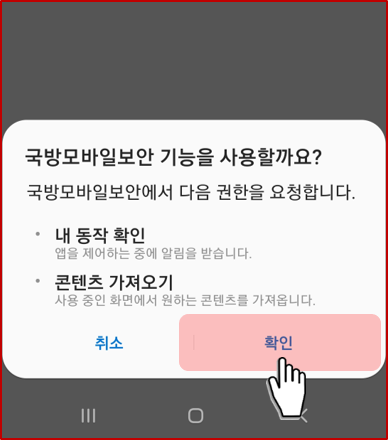 국방모바일보안 기능을 사용할까요?
국방모바일보안에서 다음 권한을 요청합니다.
• 내 동작 확인
앱을 제어하는 중에 알림을 받습니다.
• 콘텐츠 가져오기
사용 중인 화면에서 원하는 콘텐츠를 가져옵니다.
취소 확인